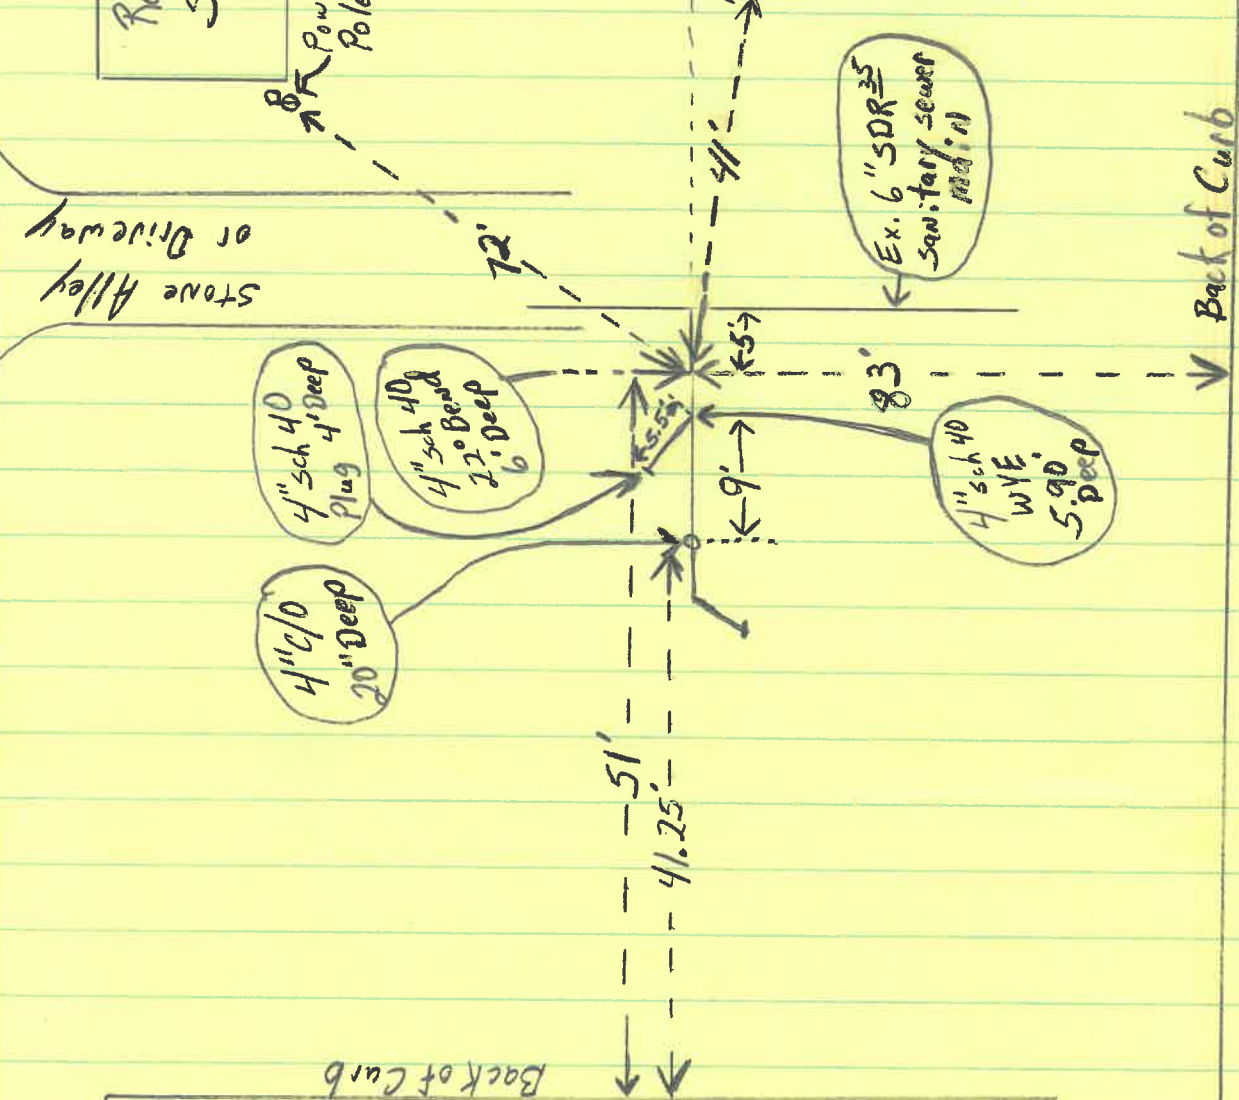 Pow
Pole
or Driveway
Stone Alley
72'
41'
Ex. 6" SDR 35
sanitary sewer
main
Back of Curb
4" sch 40
Plug 4' Deep
4" sch 40
22° Bend
6' Deep
5.5'
5'
83'
9'
4" sch 40
WYE
5.90'
Deep
4" c/o
20" Deep
51'
41.25'
Back of Curb